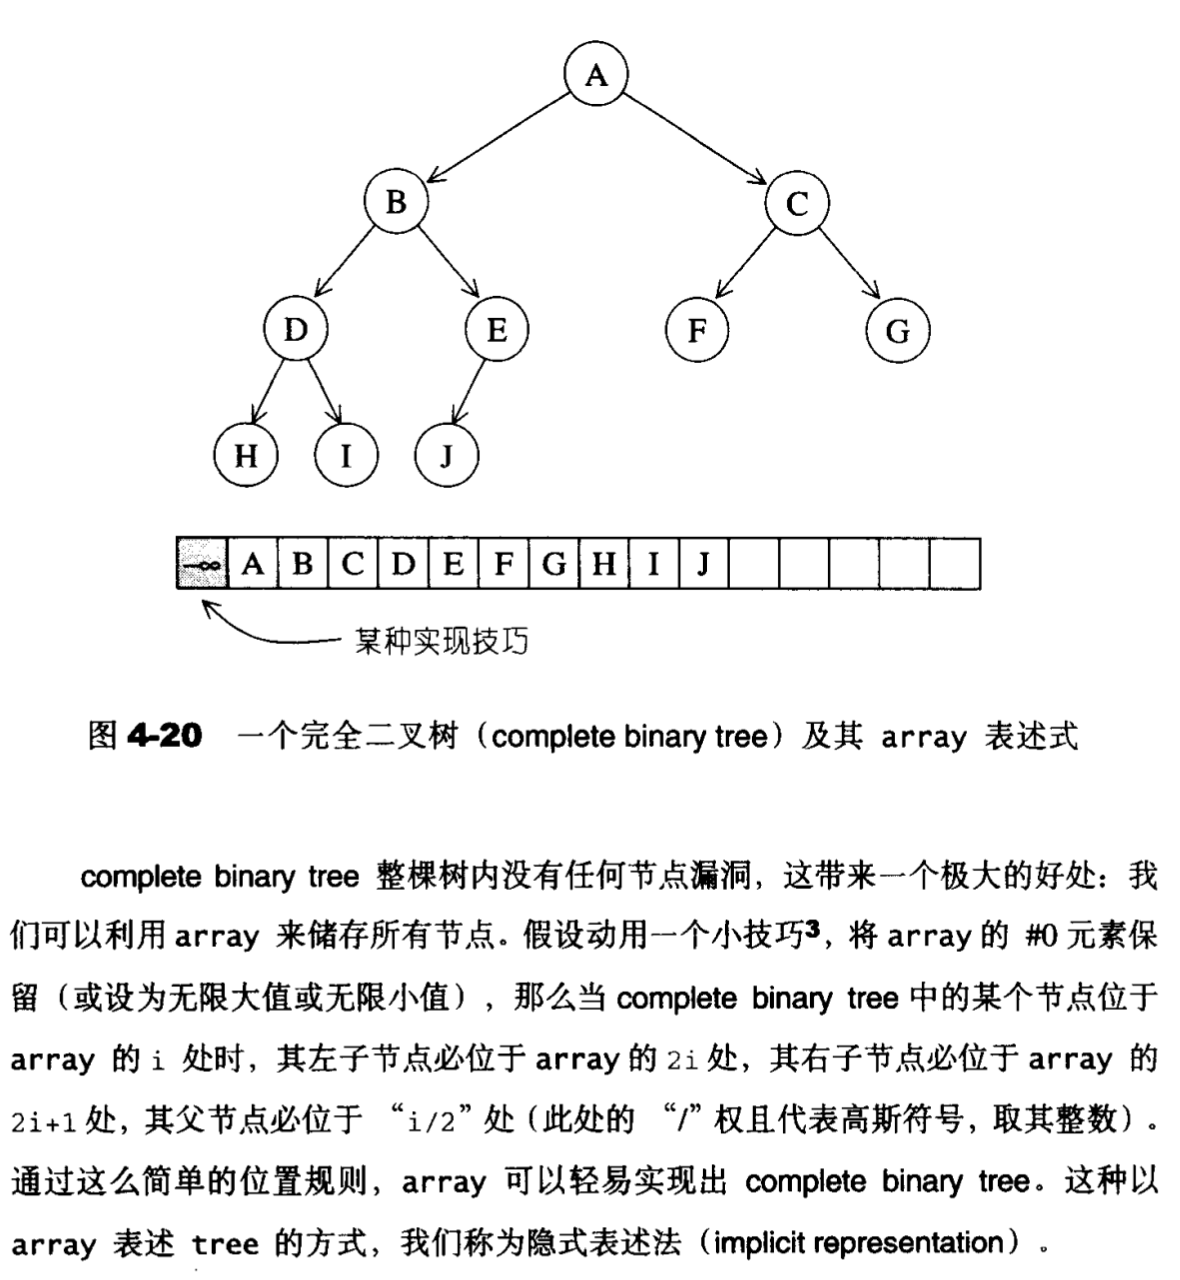 A
B C
D E F G
H I J
-∞ A B C D E F G H I J
某种实现技巧
图 4-20 一个完全二叉树（complete binary tree）及其 array 表述式
complete binary tree 整棵树内没有任何节点漏洞，这带来一个极大的好处：我
们可以利用 array 来储存所有节点。假设动用一个小技巧3，将 array 的 #0 元素保
留（或设为无限大值或无限小值），那么当 complete binary tree 中的某个节点位于
array 的 i 处时，其左子节点必位于 array 的 2i 处，其右子节点必位于 array 的
2i+1 处，其父节点必位于 “i/2” 处（此处的 “/” 权且代表高斯符号，取其整数）。
通过这么简单的位置规则，array 可以轻易实现出 complete binary tree。这种以
array 表述 tree 的方式，我们称为隐式表述法（implicit representation）。